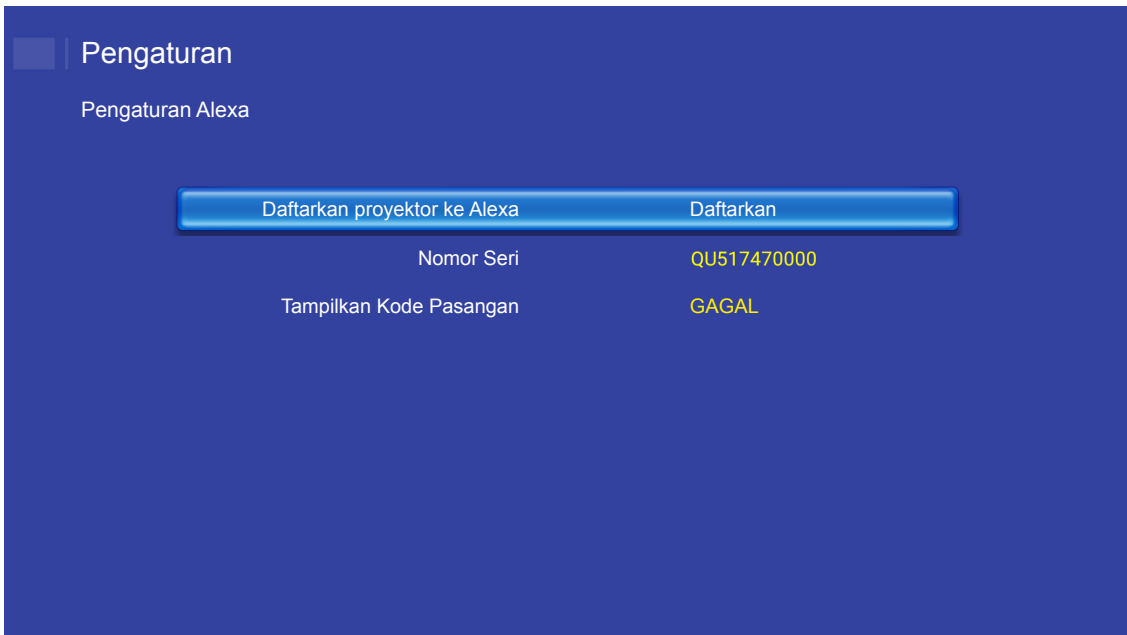 Pengaturan
Pengaturan Alexa
Daftarkan proyektor ke Alexa Daftarkan
Nomor Seri QU517470000
Tampilkan Kode Pasangan GAGAL